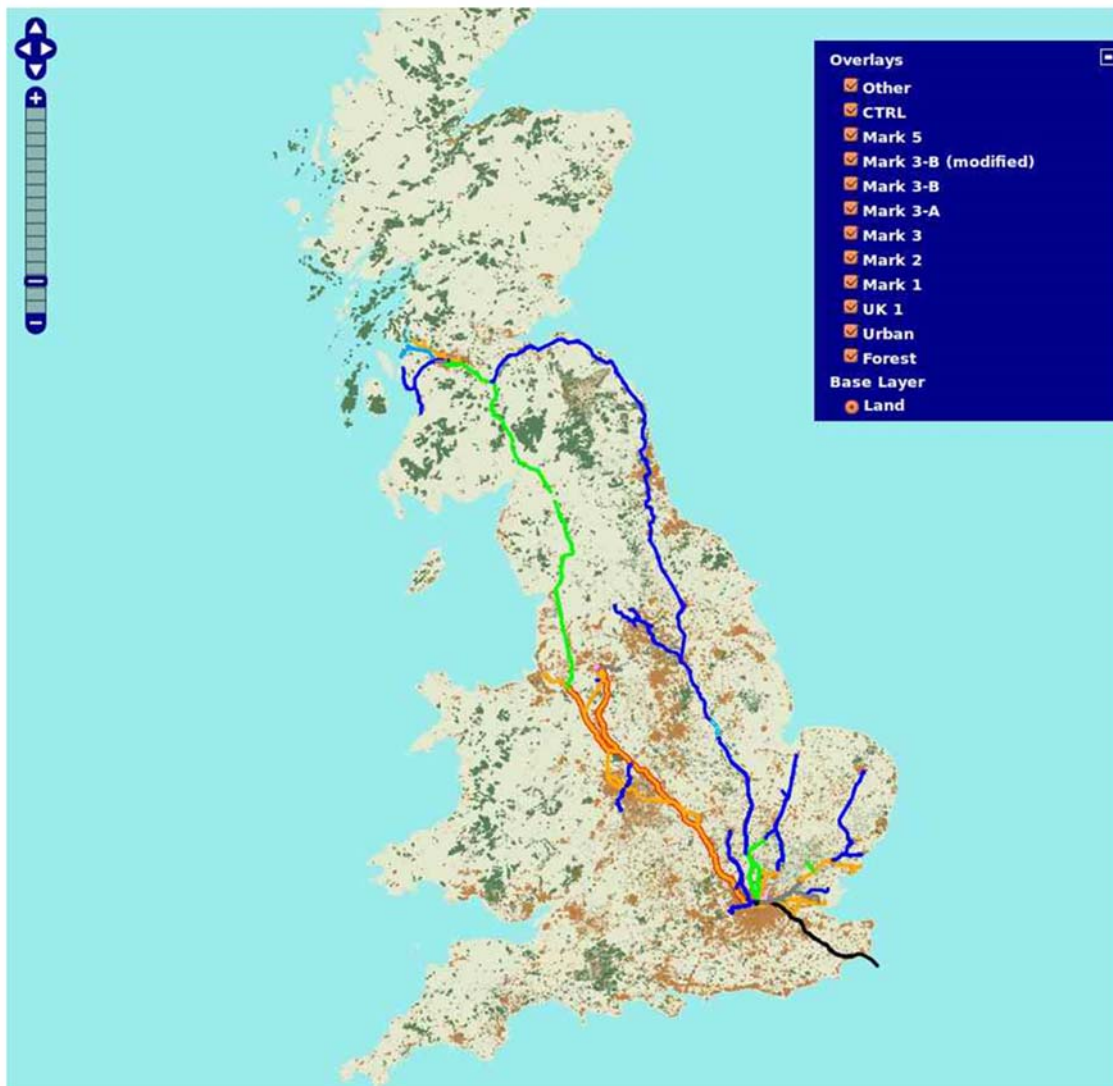 Overlays
Other
CTRL
Mark 5
Mark 3-B (modified)
Mark 3-B
Mark 3-A
Mark 3
Mark 2
Mark 1
UK 1
Urban
Forest
Base Layer
Land